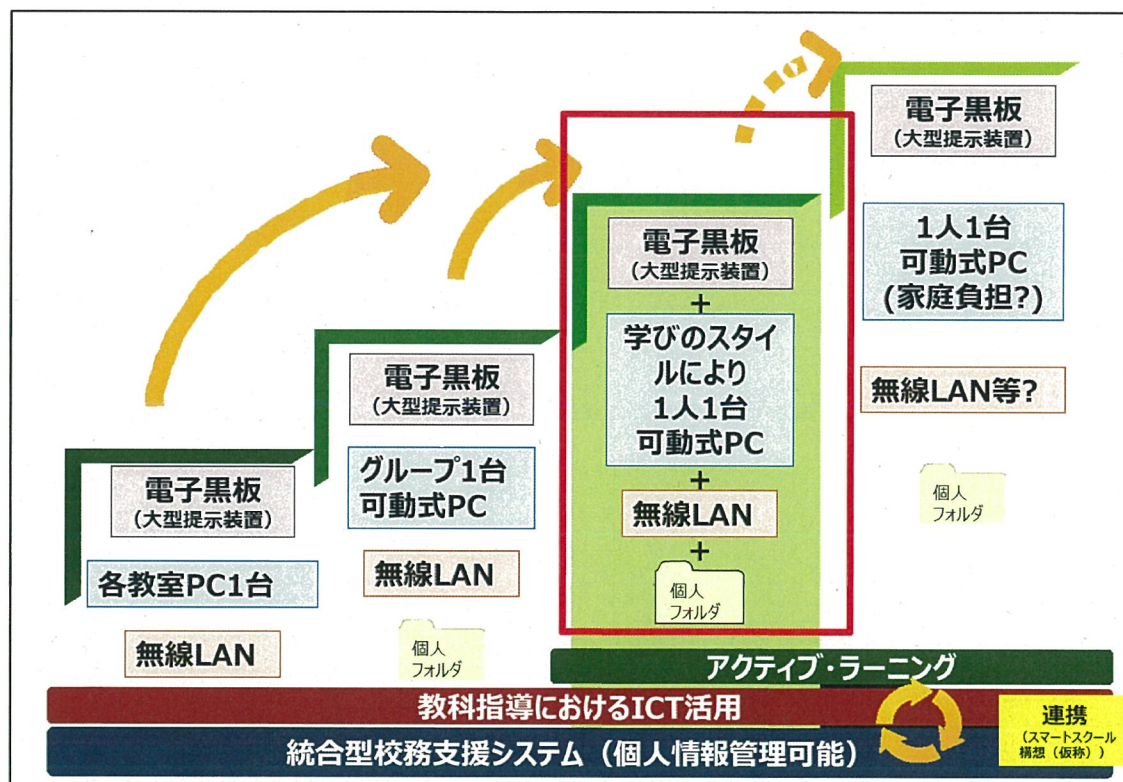 電子黒板
（大型提示装置）
各教室PC1台
無線LAN
電子黒板
（大型提示装置）
グループ1台
可動式PC
無線LAN
個人
フォルダ
電子黒板
（大型提示装置）
+
学びのスタイ
ルにより
1人1台
可動式PC
+
無線LAN
+
個人
フォルダ
電子黒板
（大型提示装置）
1人1台
可動式PC
(家庭負担?)
無線LAN等?
個人
フォルダ
アクティブ・ラーニング
教科指導におけるICT活用
統合型校務支援システム（個人情報管理可能）
連携
（スマートスクール
構想（仮称））